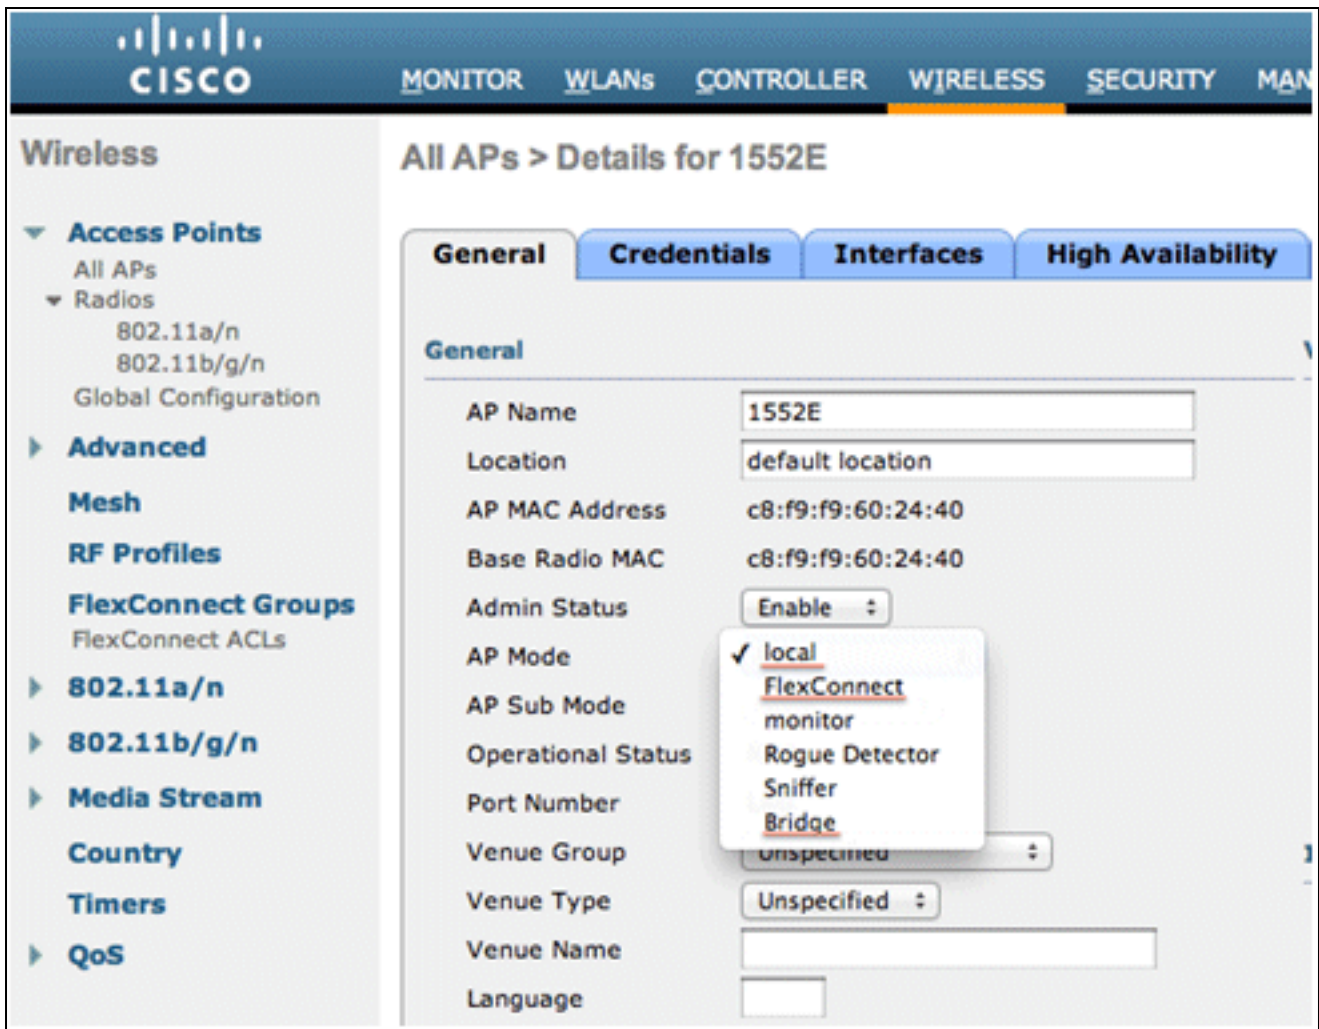 CISCO
MONITOR WLANs CONTROLLER WIRELESS SECURITY MAN
Wireless
Access Points
All APs
Radios
802.11a/n
802.11b/g/n
Global Configuration
Advanced
Mesh
RF Profiles
FlexConnect Groups
FlexConnect ACLs
802.11a/n
802.11b/g/n
Media Stream
Country
Timers
QoS
All APs > Details for 1552E
General Credentials Interfaces High Availability
General
AP Name 1552E
Location default location
AP MAC Address c8:f9:f9:60:24:40
Base Radio MAC c8:f9:f9:60:24:40
Admin Status Enable
AP Mode ✓ local
FlexConnect
AP Sub Mode
monitor
Operational Status Rogue Detector
Sniffer
Port Number
Bridge
Venue Group Unspecified
Venue Type Unspecified
Venue Name
Language